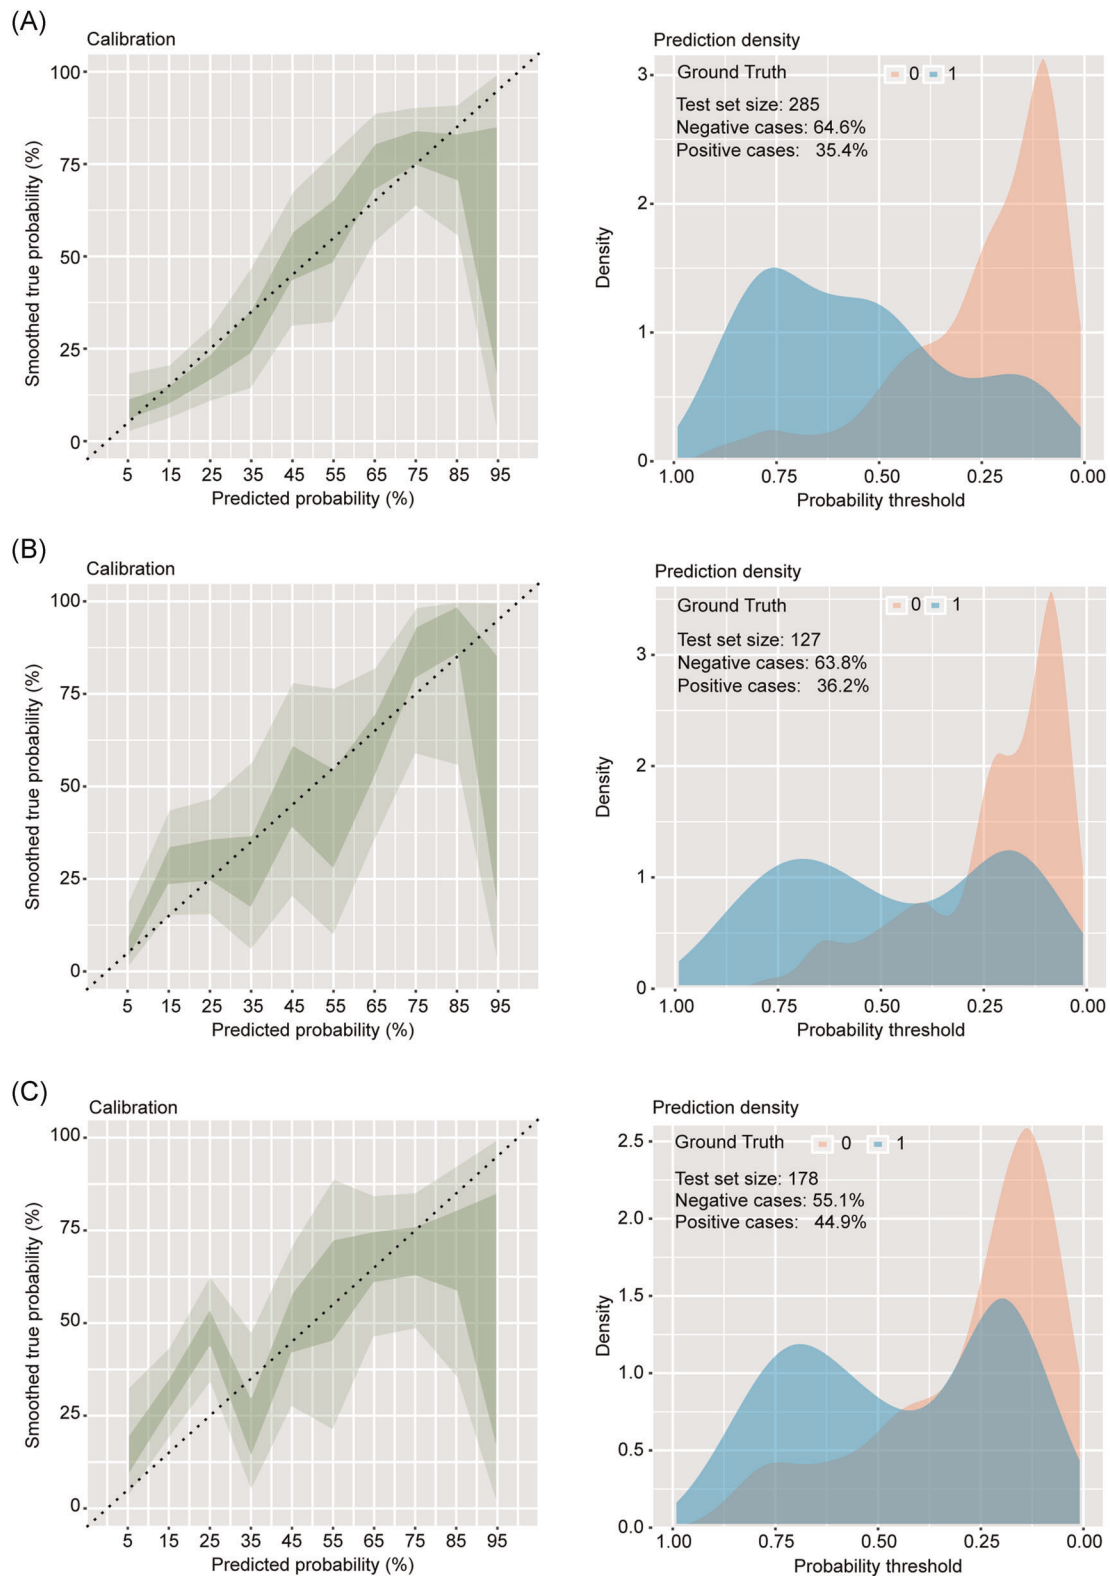 (A)
Calibration
Smoothed true probability (%)
100
75
50
25
0
5 15 25 35 45 55 65 75 85 95
Predicted probability (%)
Prediction density
Ground Truth 0 1
Test set size: 285
Negative cases: 64.6%
Positive cases: 35.4%
Density
3
2
1
0
1.00 0.75 0.50 0.25 0.00
Probability threshold
(B)
Calibration
Smoothed true probability (%)
100
75
50
25
0
5 15 25 35 45 55 65 75 85 95
Predicted probability (%)
Prediction density
Ground Truth 0 1
Test set size: 127
Negative cases: 63.8%
Positive cases: 36.2%
Density
3
2
1
0
1.00 0.75 0.50 0.25 0.00
Probability threshold
(C)
Calibration
Smoothed true probability (%)
100
75
50
25
0
5 15 25 35 45 55 65 75 85 95
Predicted probability (%)
Prediction density
Ground Truth 0 1
Test set size: 178
Negative cases: 55.1%
Positive cases: 44.9%
Density
2.5
2.0
1.5
1.0
0.5
0.0
1.00 0.75 0.50 0.25 0.00
Probability threshold